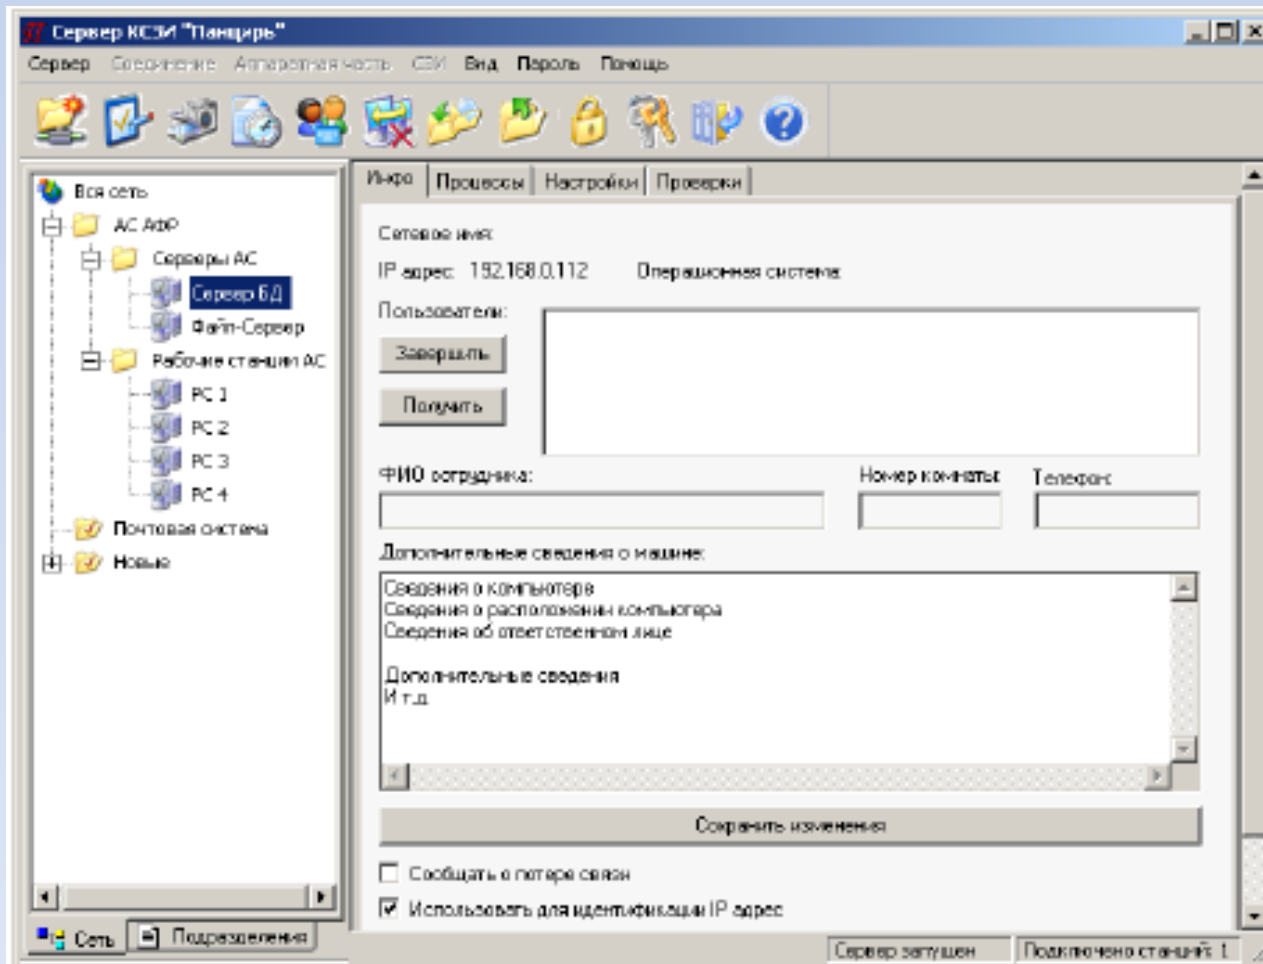 Сервер КСЗИ "Панцирь"
Сервер Соединение Аппаратная часть СЗИ Вид Пароль Помощь
Вся сеть
АС АФР
Серверы АС
Сервер БД
Файл-Сервер
Рабочие станции АС
РС 1
РС 2
РС 3
РС 4
Почтовая система
Новые
Сеть Подразделения
Инфо Процессы Настройки Проверки
Сетевое имя:
IP адрес: 192.168.0.112 Операционная система:
Пользователи:
Завершить
Получить
ФИО сотрудника: Номер комнаты: Телефон:
Дополнительные сведения о машине:
Сведения о компьютере
Сведения о расположении компьютера
Сведения об ответственном лице
Дополнительные сведения
И т.д.
Сохранить изменения
Сообщать о потере связи
Использовать для идентификации IP адрес
Сервер запущен Подключено станций: 1